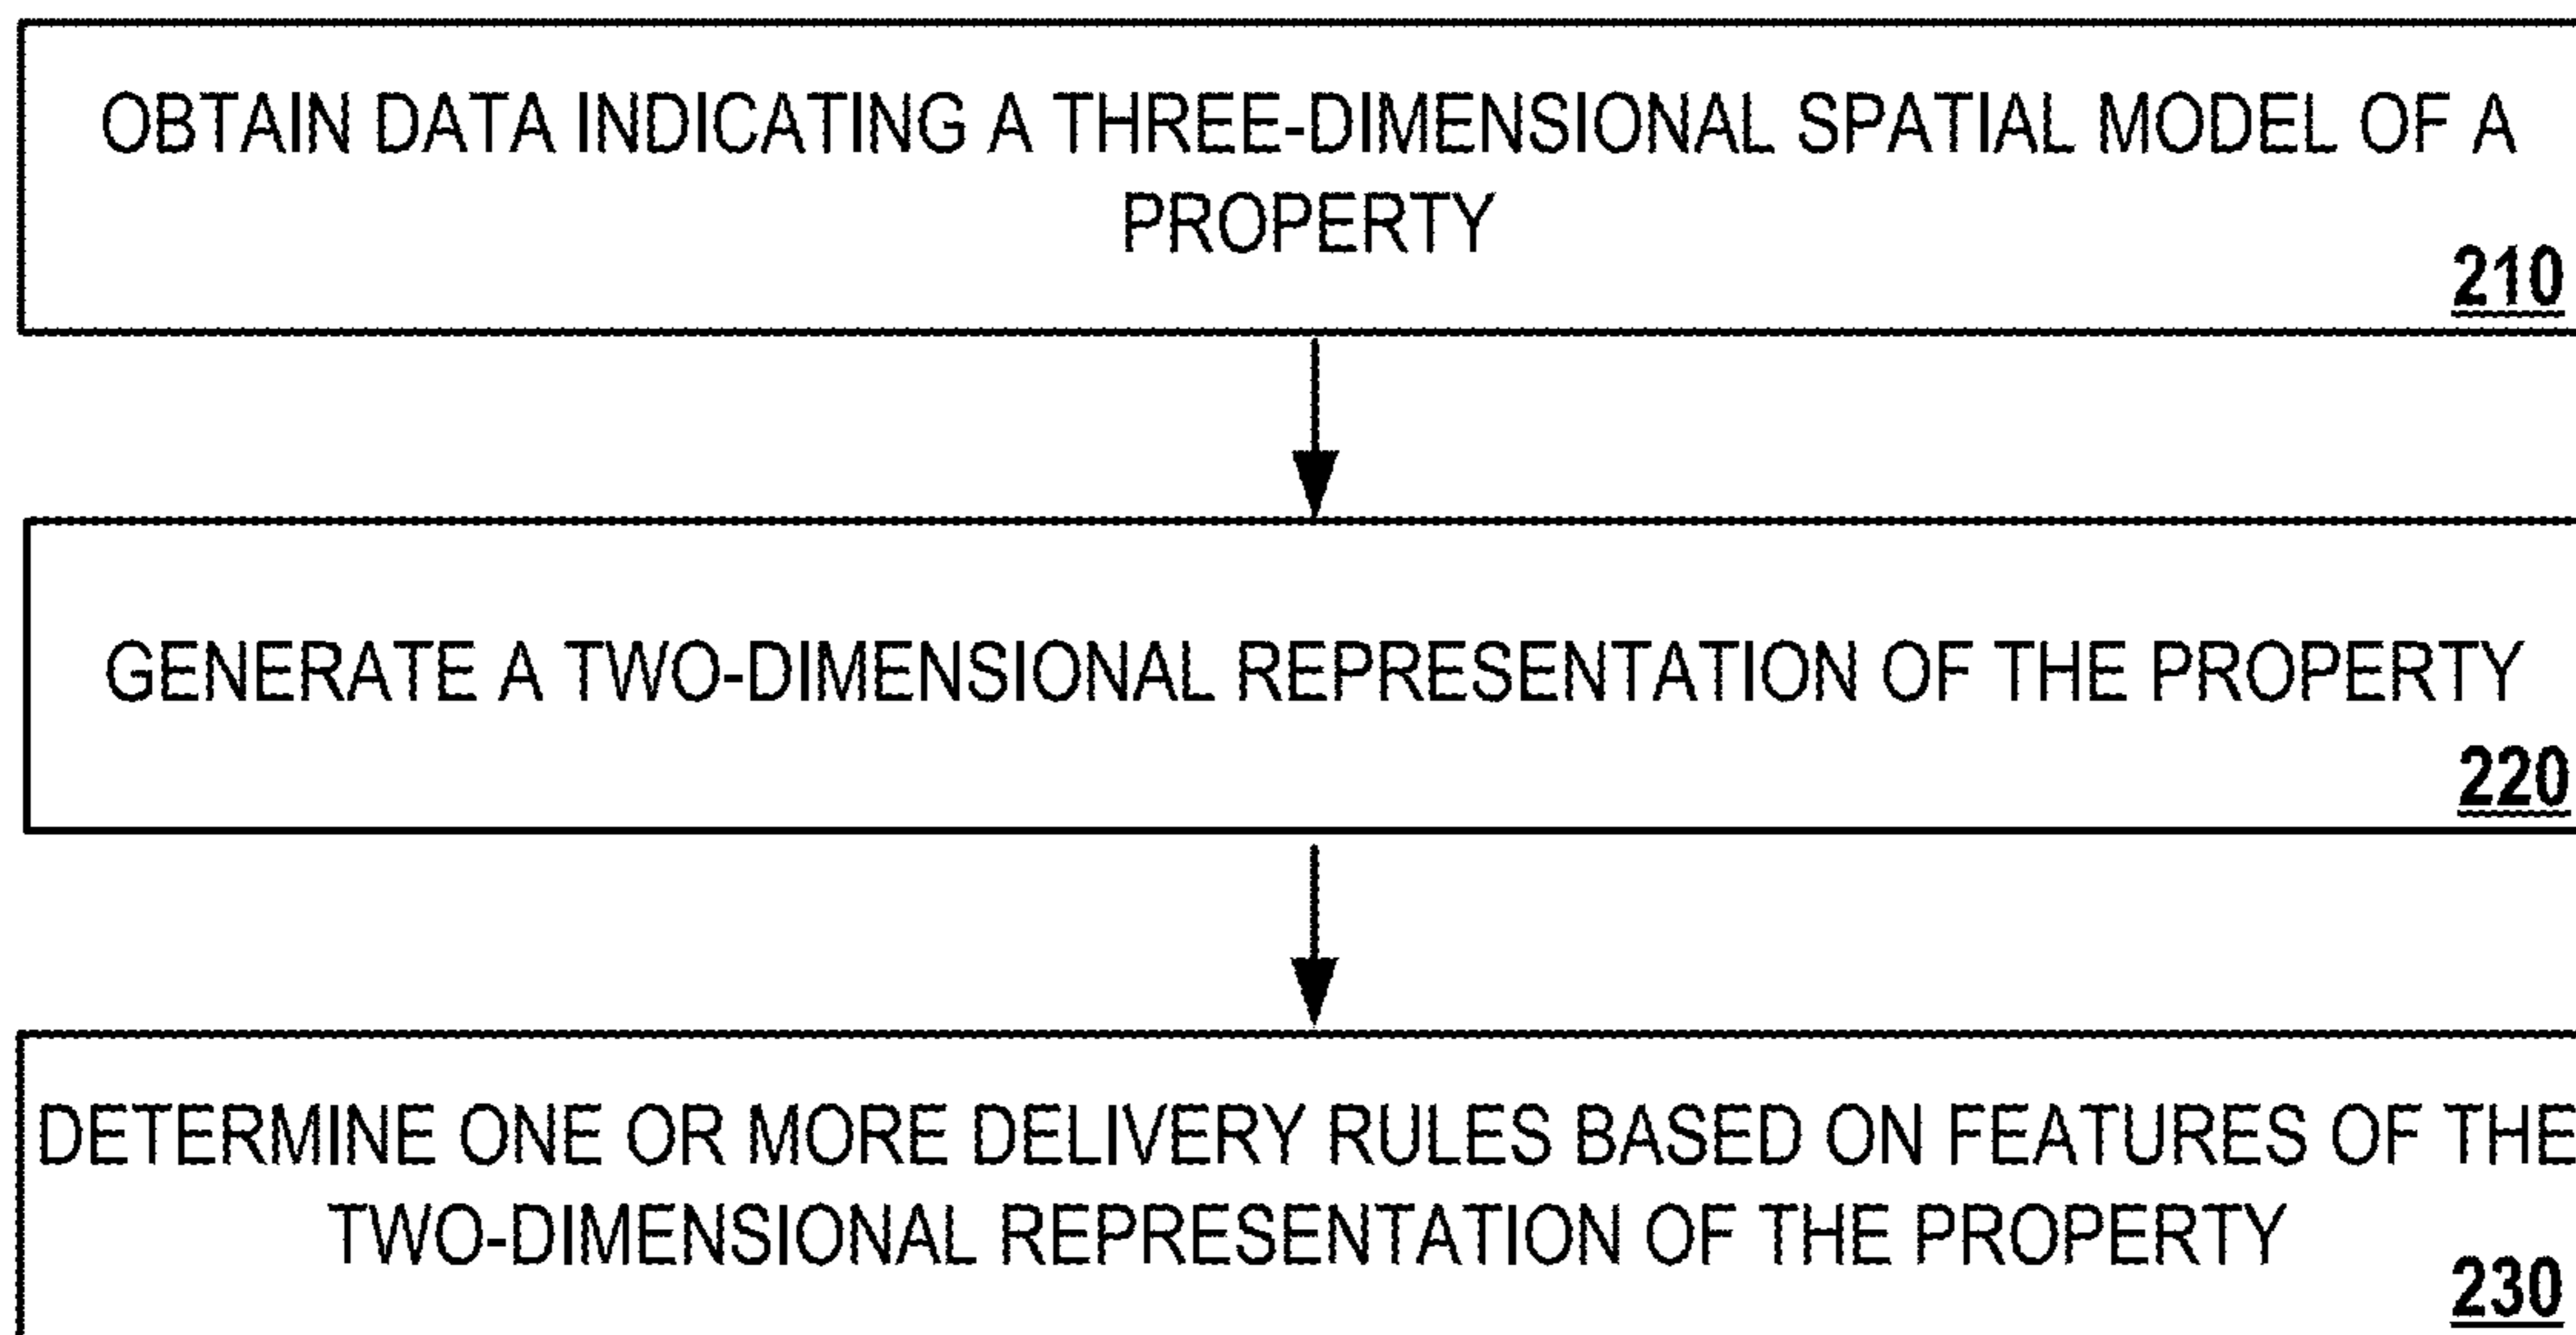 OBTAIN DATA INDICATING A THREE-DIMENSIONAL SPATIAL MODEL OF A
PROPERTY
210
GENERATE A TWO-DIMENSIONAL REPRESENTATION OF THE PROPERTY
220
DETERMINE ONE OR MORE DELIVERY RULES BASED ON FEATURES OF THE
TWO-DIMENSIONAL REPRESENTATION OF THE PROPERTY
230